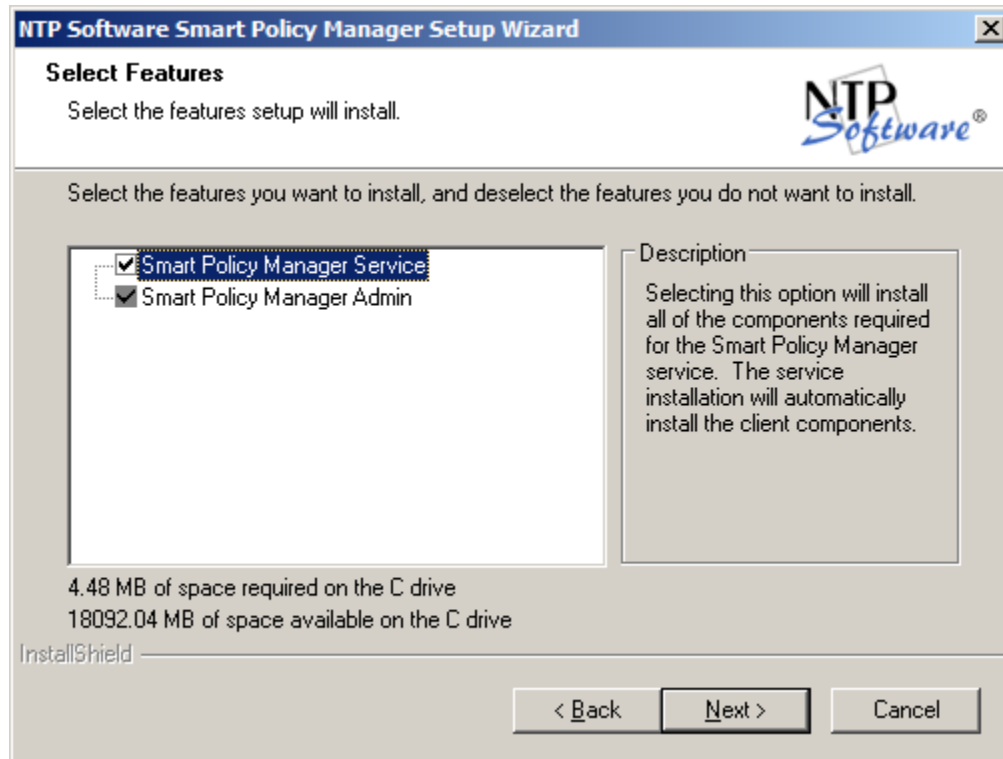 NTP Software Smart Policy Manager Setup Wizard
Select Features
Select the features setup will install.
NTP
Software®
Select the features you want to install, and deselect the features you do not want to install.
Smart Policy Manager Service
Smart Policy Manager Admin
Description
Selecting this option will install
all of the components required
for the Smart Policy Manager
service. The service
installation will automatically
install the client components.
4.48 MB of space required on the C drive
18092.04 MB of space available on the C drive
InstallShield
< Back
Next >
Cancel